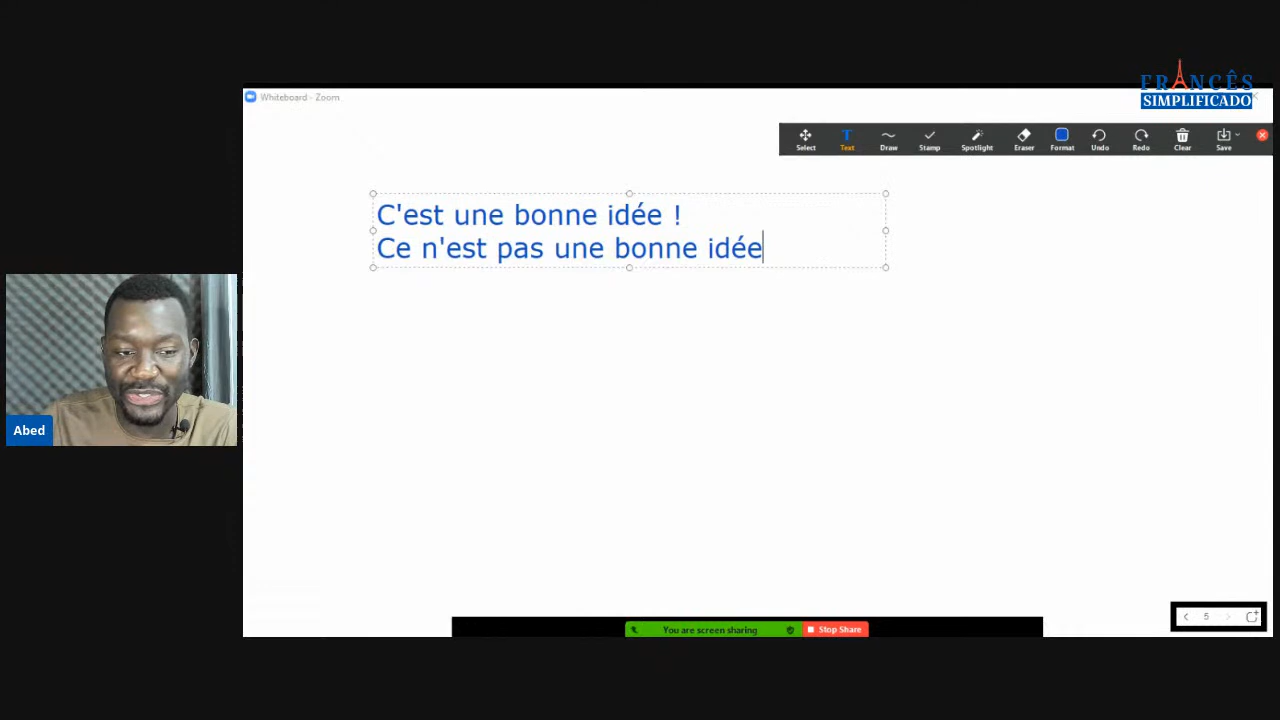 FRANCÊS
SIMPLIFICADO
Whiteboard - Zoom
Select
Text
Draw
Stamp
Spotlight
Eraser
Format
Undo
Redo
Clear
Save
C'est une bonne idée !
Ce n'est pas une bonne idée
Abed
5
You are screen sharing
Stop Share